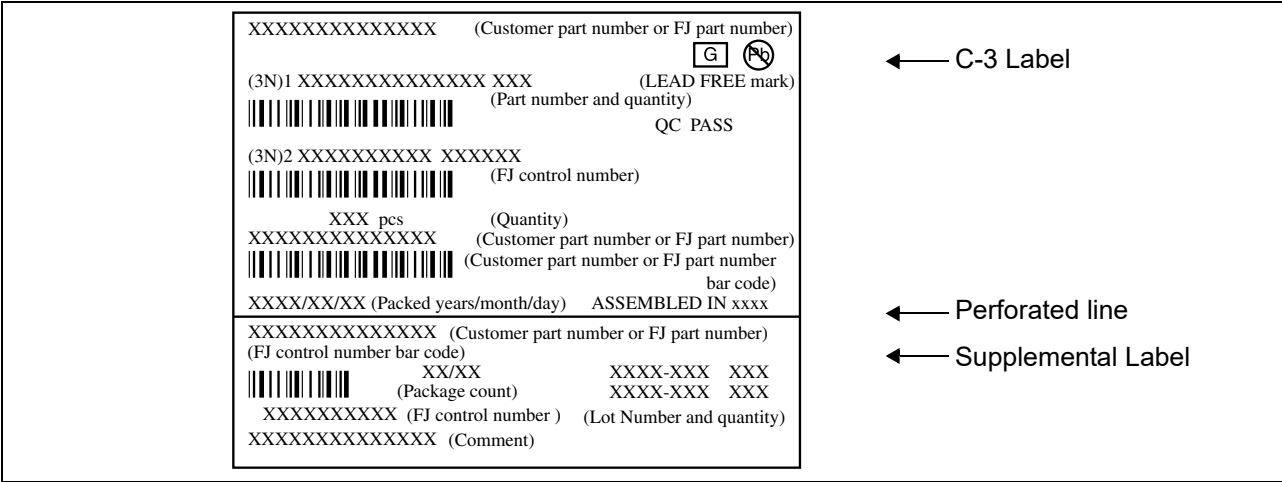 XXXXXXXXXXXXXX (Customer part number or FJ part number)
G Pb
C-3 Label
(3N)1 XXXXXXXXXXXXXX XXX (LEAD FREE mark)
(Part number and quantity)
QC PASS
(3N)2 XXXXXXXXXX XXXXXX
(FJ control number)
XXX pcs (Quantity)
XXXXXXXXXXXXXX (Customer part number or FJ part number)
(Customer part number or FJ part number
bar code)
XXXX/XX/XX (Packed years/month/day) ASSEMBLED IN xxxx
Perforated line
XXXXXXXXXXXXXX (Customer part number or FJ part number)
(FJ control number bar code)
Supplemental Label
XX/XX XXXX-XXX XXX
(Package count) XXXX-XXX XXX
XXXXXXXXXX (FJ control number ) (Lot Number and quantity)
XXXXXXXXXXXXXX (Comment)